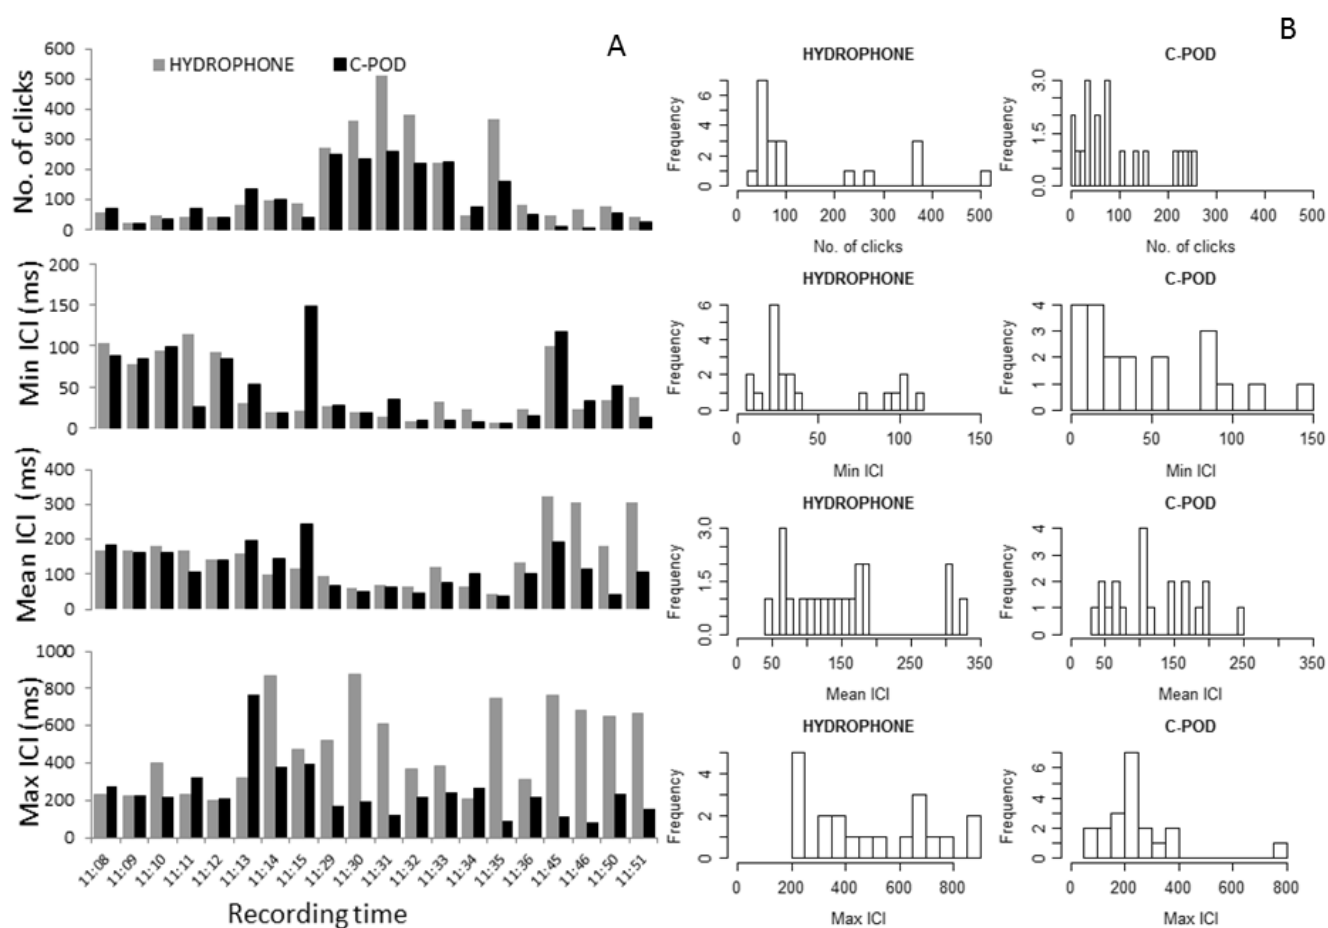 A
HYDROPHONE C-POD
No. of clicks
600
500
400
300
200
100
0
Min ICI (ms)
200
150
100
50
0
Mean ICI (ms)
400
300
200
100
0
Max ICI (ms)
1000
800
600
400
200
0
11:08 11:09 11:10 11:11 11:12 11:13 11:14 11:15 11:29 11:30 11:31 11:32 11:33 11:34 11:35 11:36 11:45 11:46 11:50 11:51
Recording time
B
HYDROPHONE
Frequency
0 2 4 6
0 100 200 300 400 500
No. of clicks
C-POD
Frequency
0.0 1.5 3.0
0 100 200 300 400 500
No. of clicks
HYDROPHONE
Frequency
0 2 4 6
0 50 100 150
Min ICI
C-POD
Frequency
0 1 2 3 4
0 50 100 150
Min ICI
HYDROPHONE
Frequency
0.0 1.5 3.0
0 50 150 250 350
Mean ICI
C-POD
Frequency
0 1 2 3 4
0 50 150 250 350
Mean ICI
HYDROPHONE
Frequency
0 2 4
0 200 400 600 800
Max ICI
C-POD
Frequency
0 2 4 6
0 200 400 600 800
Max ICI